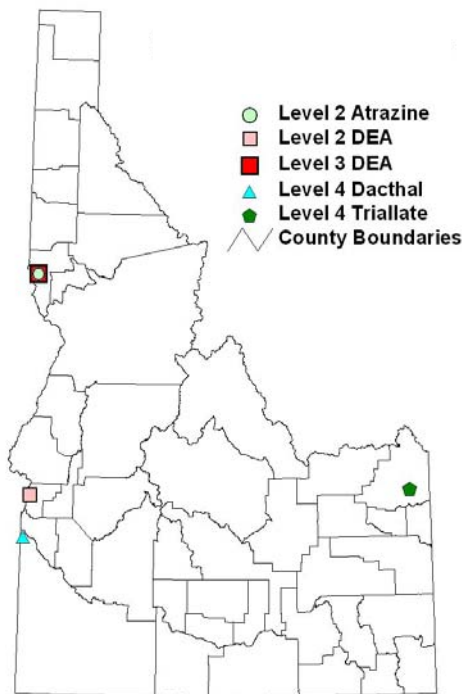 Level 2 Atrazine
Level 2 DEA
Level 3 DEA
Level 4 Dacthal
Level 4 Triallate
County Boundaries